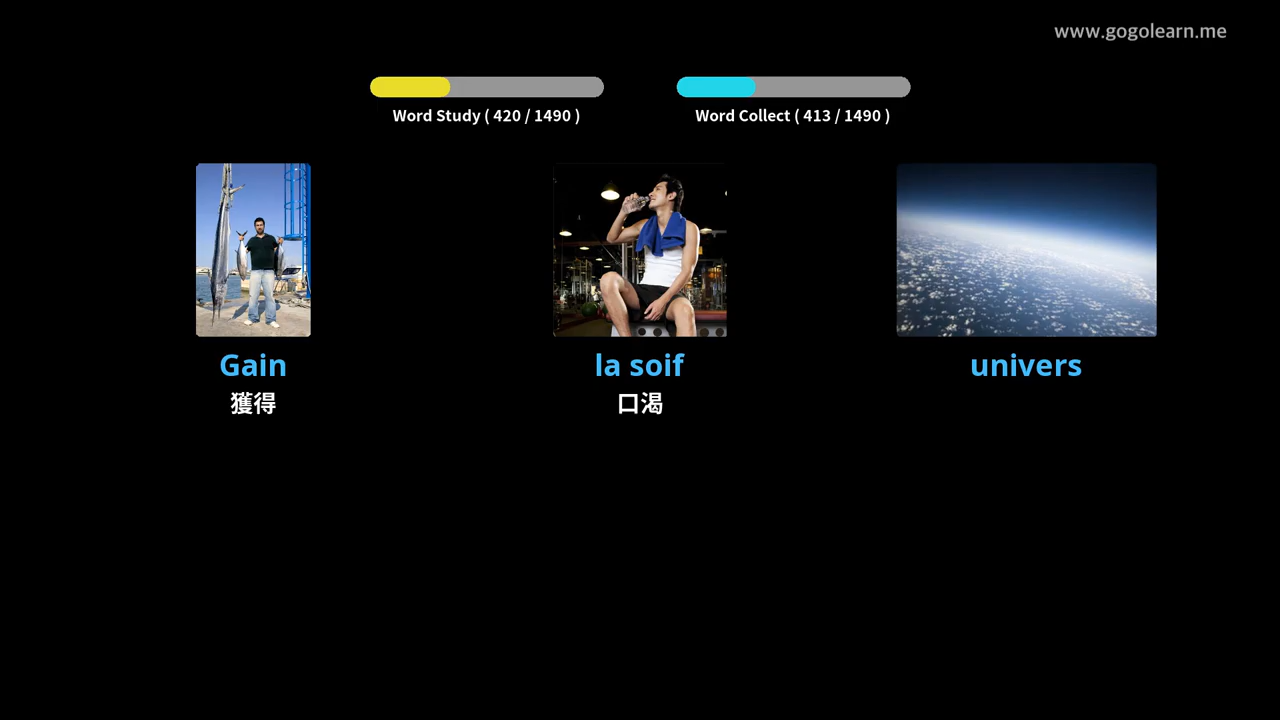 www.gogolearn.me
Word Study ( 420 / 1490 )
Word Collect ( 413 / 1490 )
Gain
獲得
la soif
口渴
univers